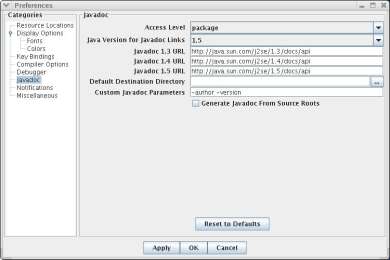 Preferences
Categories
Resource Locations
Display Options
Fonts
Colors
Key Bindings
Compiler Options
Debugger
Javadoc
Notifications
Miscellaneous
Javadoc
Access Level package
Java Version for Javadoc Links 1.5
Javadoc 1.3 URL http://java.sun.com/j2se/1.3/docs/api
Javadoc 1.4 URL http://java.sun.com/j2se/1.4/docs/api
Javadoc 1.5 URL http://java.sun.com/j2se/1.5/docs/api
Default Destination Directory ...
Custom Javadoc Parameters -author -version
Generate Javadoc From Source Roots
Reset to Defaults
Apply OK Cancel